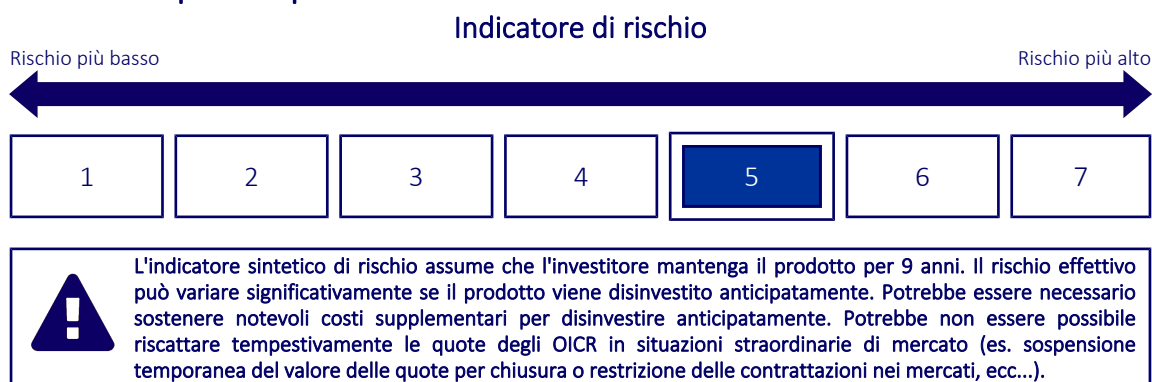 Indicatore di rischio
Rischio più basso
Rischio più alto
1 2 3 4 5 6 7
L'indicatore sintetico di rischio assume che l'investitore mantenga il prodotto per 9 anni. Il rischio effettivo
può variare significativamente se il prodotto viene disinvestito anticipatamente. Potrebbe essere necessario
sostenere notevoli costi supplementari per disinvestire anticipatamente. Potrebbe non essere possibile
riscattare tempestivamente le quote degli OICR in situazioni straordinarie di mercato (es. sospensione
temporanea del valore delle quote per chiusura o restrizione delle contrattazioni nei mercati, ecc...).